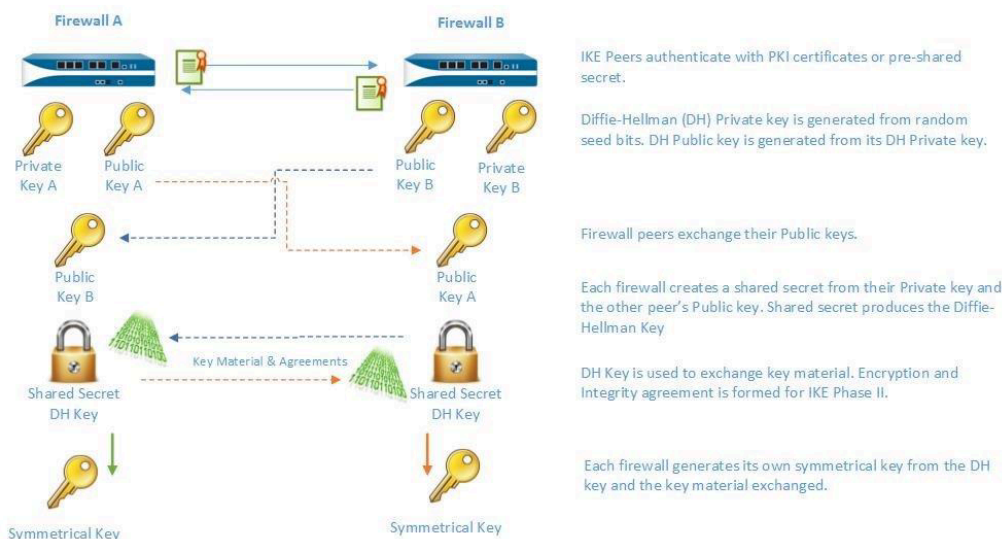 Firewall A
Firewall B
IKE Peers authenticate with PKI certificates or pre-shared
secret.
Diffie-Hellman (DH) Private key is generated from random
seed bits. DH Public key is generated from its DH Private key.
Private
Key A
Public
Key A
Public
Key B
Private
Key B
Firewall peers exchange their Public keys.
Public
Key B
Public
Key A
Each firewall creates a shared secret from their Private key and
the other peer's Public key. Shared secret produces the Diffie-
Hellman Key
Key Material & Agreements
Shared Secret
DH Key
Shared Secret
DH Key
DH Key is used to exchange key material. Encryption and
Integrity agreement is formed for IKE Phase II.
Each firewall generates its own symmetrical key from the DH
key and the key material exchanged.
Symmetrical Key
Symmetrical Key